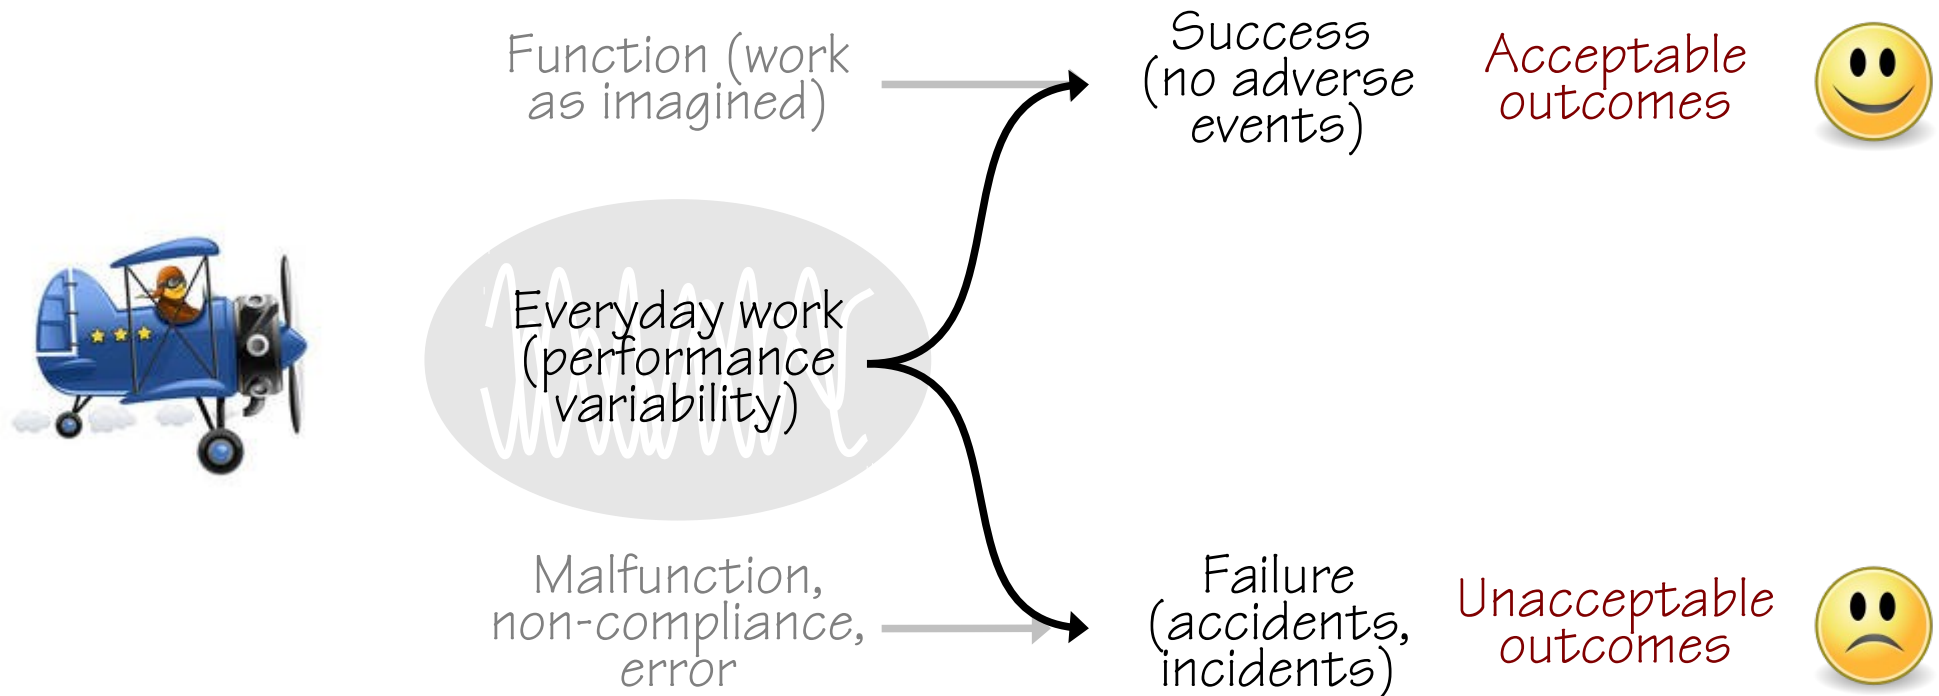 Function (work
as imagined)
Success
(no adverse
events)
Acceptable
outcomes
Everyday work
(performance
variability)
Malfunction,
non-compliance,
error
Failure
(accidents,
incidents)
Unacceptable
outcomes